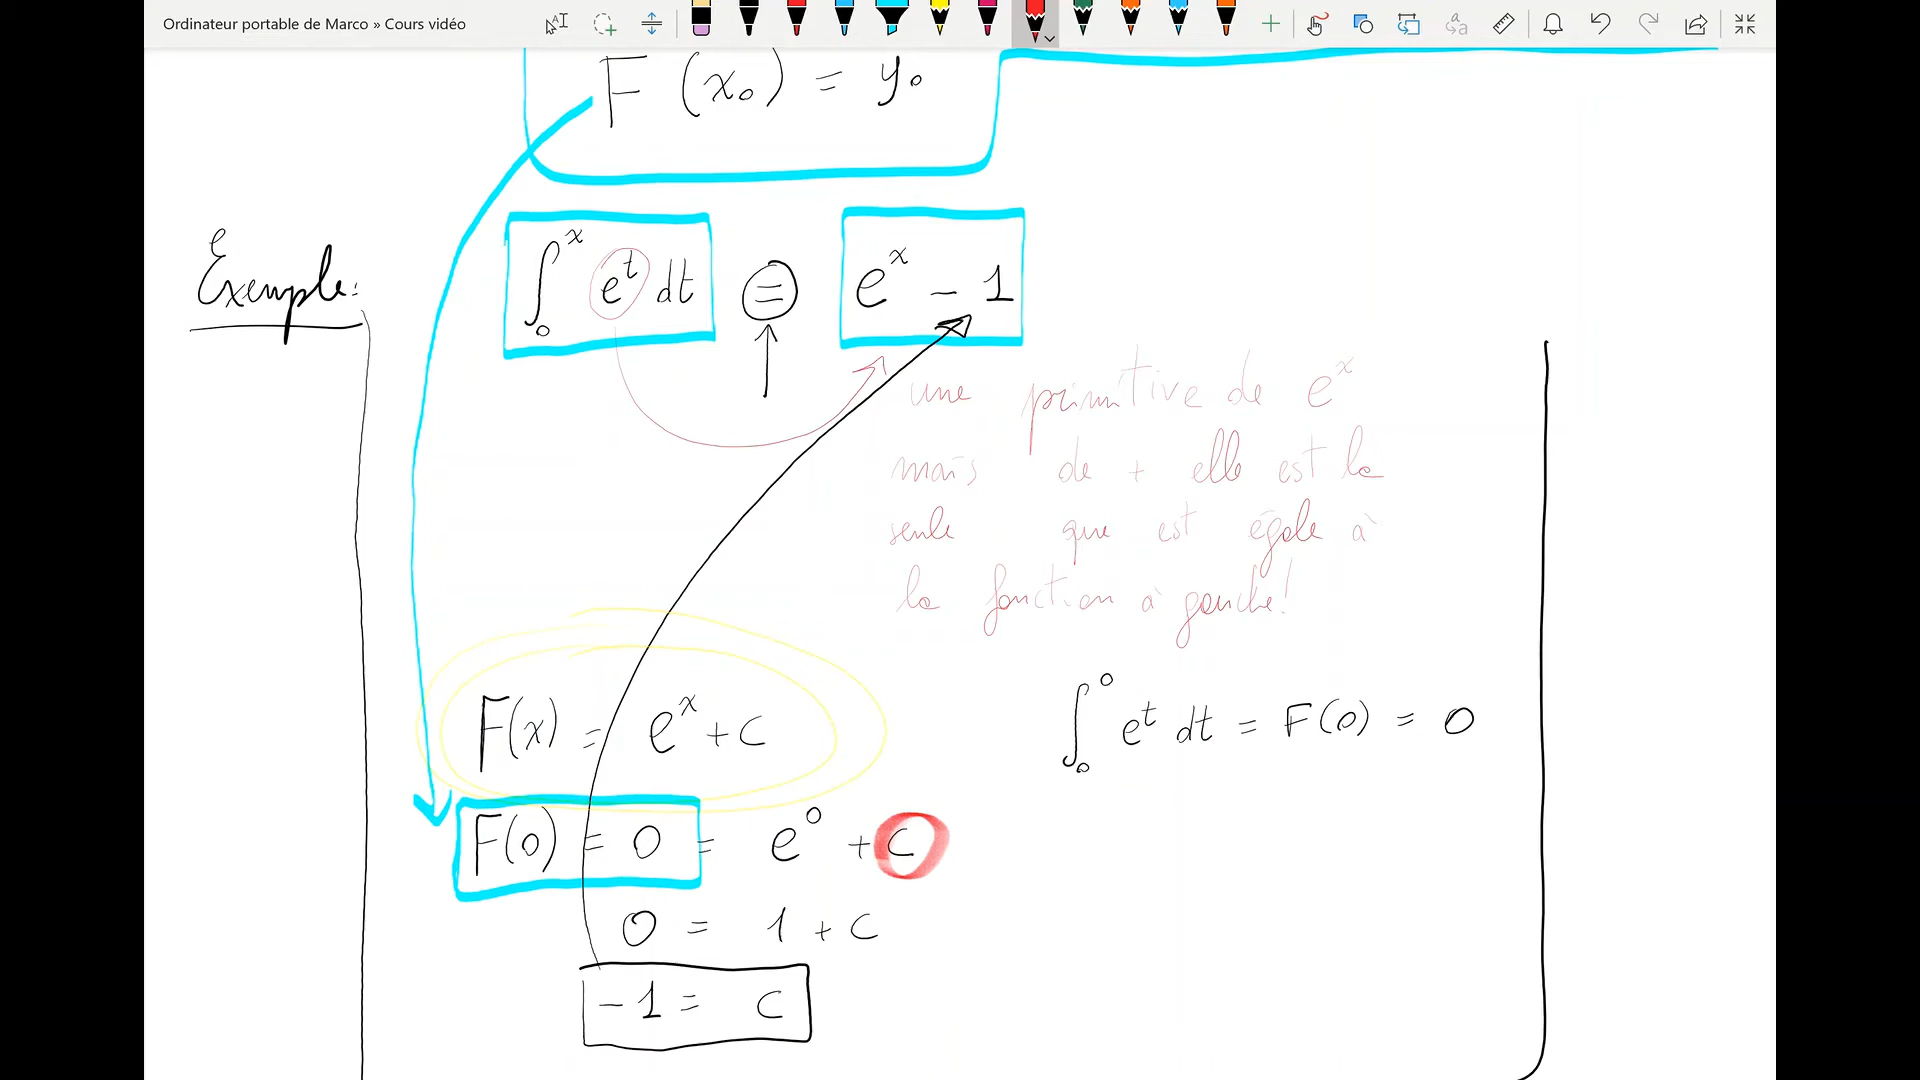 Ordinateur portable de Marco » Cours vidéo
F (x₀) = y₀
Exemple:
∫₀ˣ eᵗ dt = eˣ - 1
une primitive de eˣ
mais de + elle est la
seule que est égale à
la fonction à gauche!
F(x) = eˣ + c
∫₀⁰ eᵗ dt = F(0) = 0
F(0) = 0 = e⁰ + c
0 = 1 + c
-1 = c